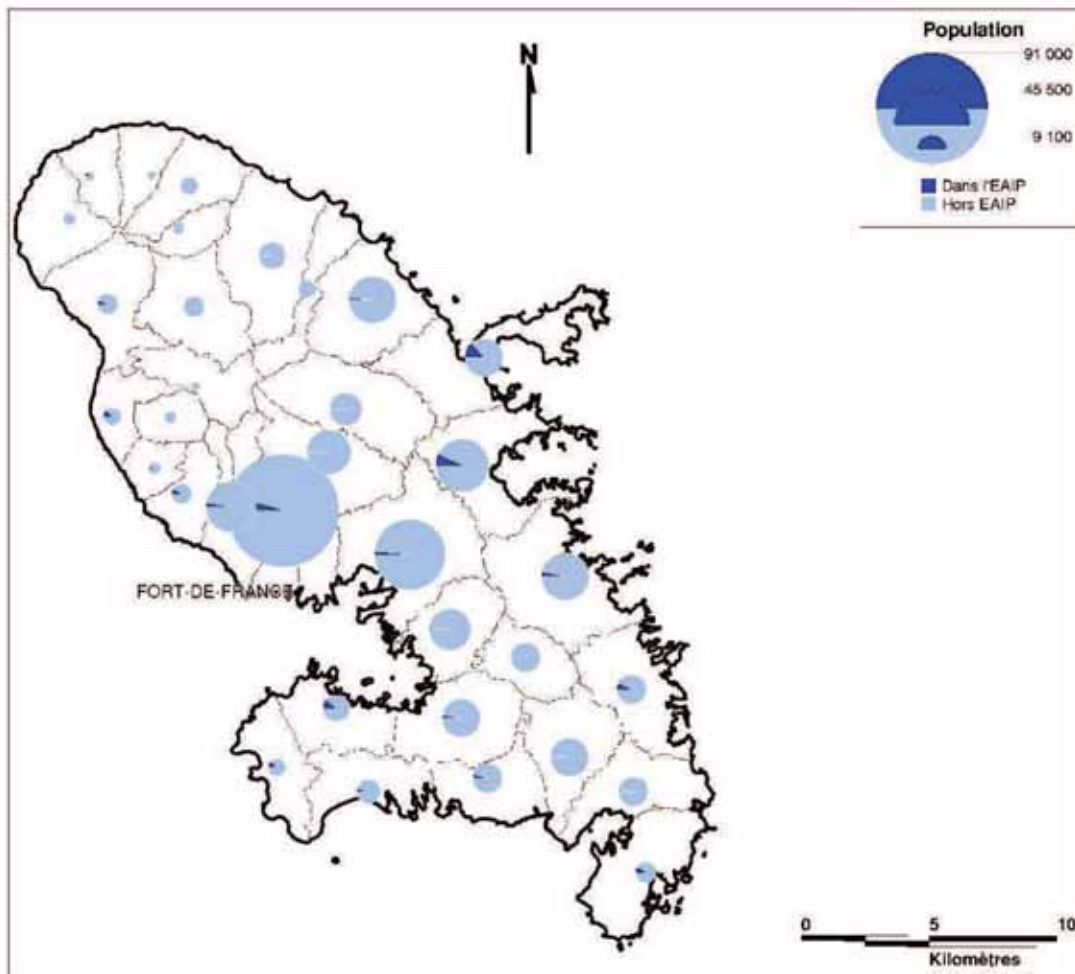 Population
91 000
45 500
9 100
Dans l'EAIP
Hors EAIP
N
FORT-DE-FRANCE
0 5 10
Kilomètres